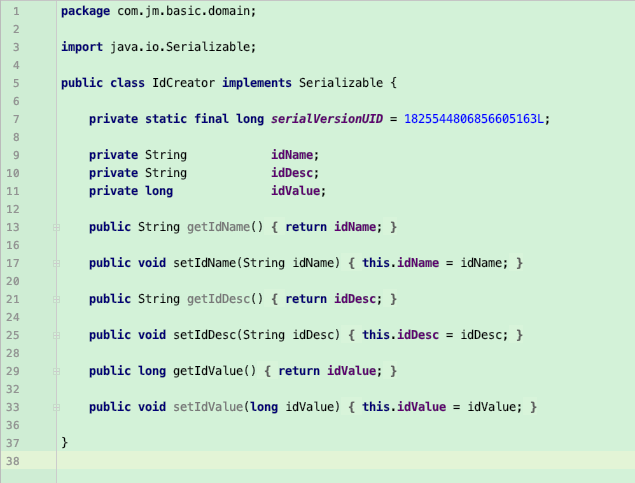 1 package com.jm.basic.domain;
2
3 import java.io.Serializable;
4
5 public class IdCreator implements Serializable {
6
7 private static final long serialVersionUID = 1825544806856605163L;
8
9 private String idName;
10 private String idDesc;
11 private long idValue;
12
13 public String getIdName() { return idName; }
16
17 public void setIdName(String idName) { this.idName = idName; }
20
21 public String getIdDesc() { return idDesc; }
24
25 public void setIdDesc(String idDesc) { this.idDesc = idDesc; }
28
29 public long getIdValue() { return idValue; }
32
33 public void setIdValue(long idValue) { this.idValue = idValue; }
36
37 }
38